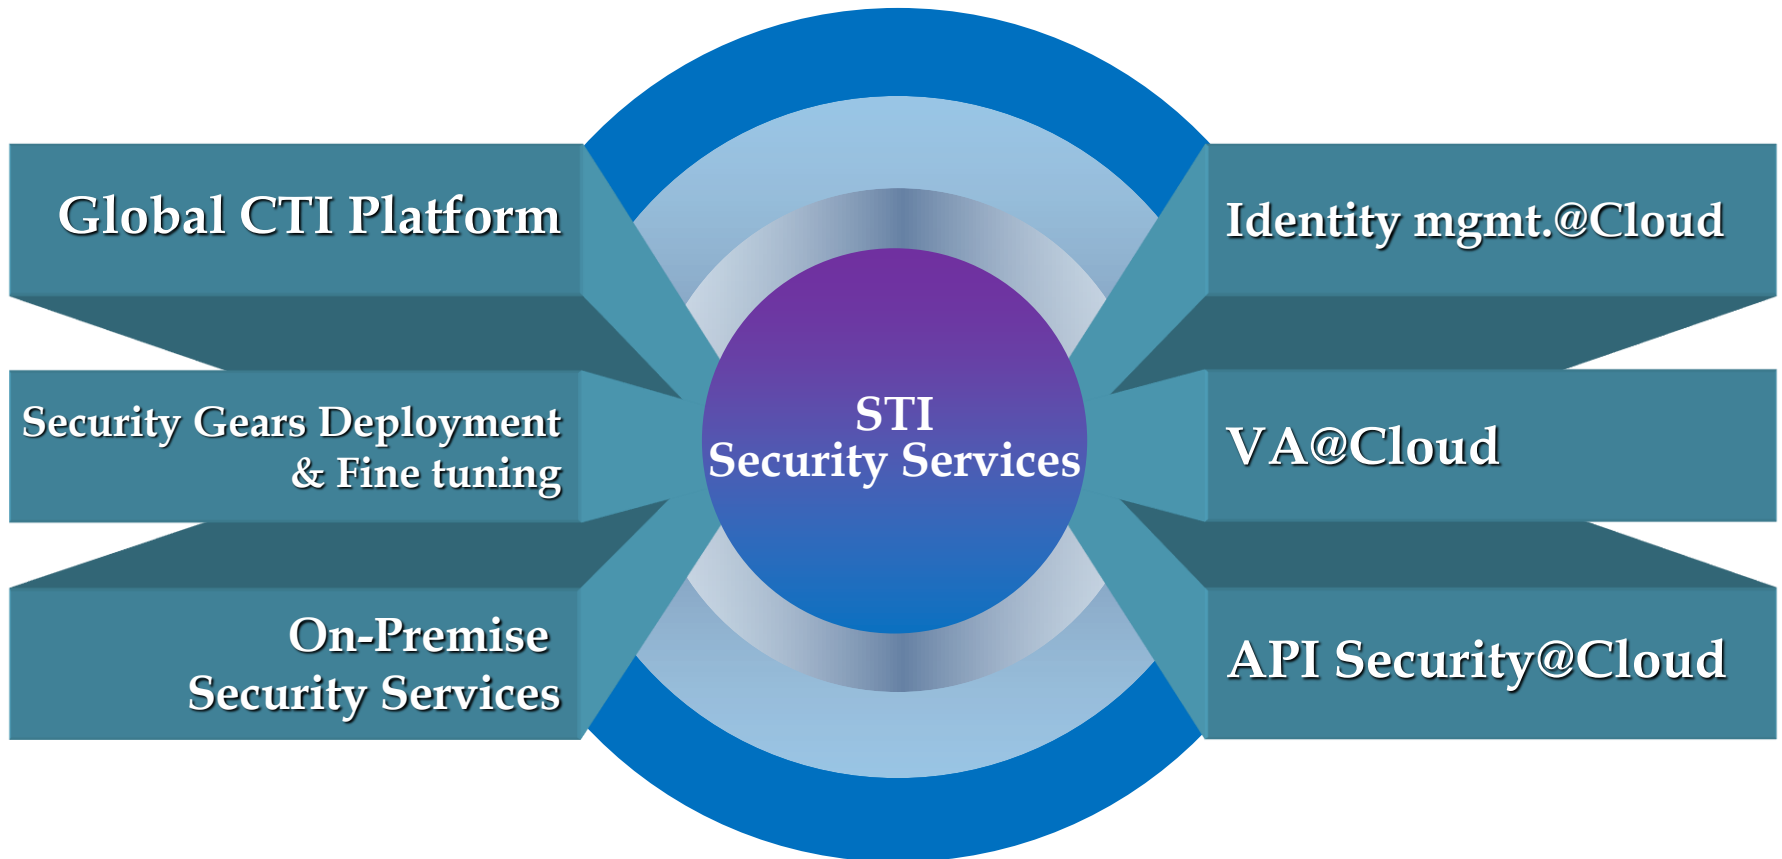 Global CTI Platform
Security Gears Deployment
& Fine tuning
On-Premise
Security Services
STI
Security Services
Identity mgmt.@Cloud
VA@Cloud
API Security@Cloud